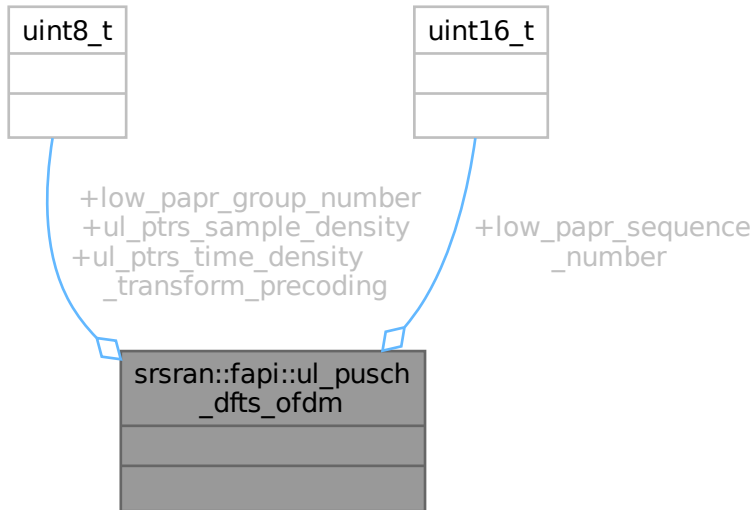 uint8_t
uint16_t
+low_papr_group_number
+ul_ptrs_sample_density
+ul_ptrs_time_density
_transform_precoding
+low_papr_sequence
_number
srsran::fapi::ul_pusch
_dfts_ofdm